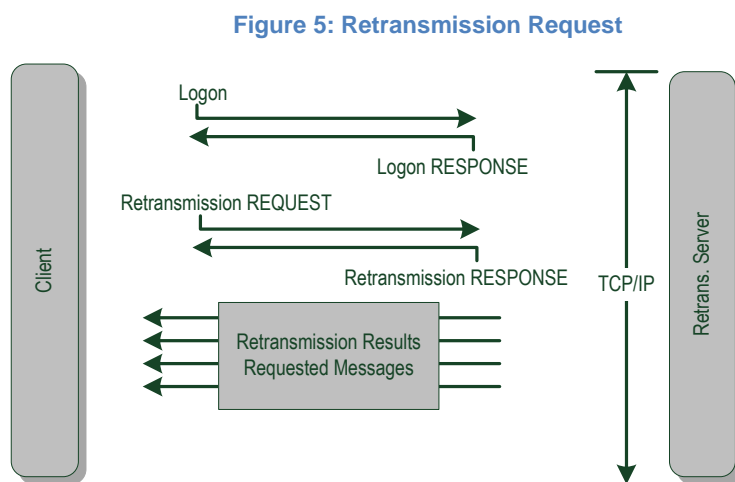 Figure 5: Retransmission Request
Logon
Logon RESPONSE
Retransmission REQUEST
Retransmission RESPONSE
Client
TCP/IP
Retrans. Server
Retransmission Results
Requested Messages